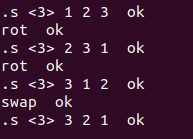 .s <3> 1 2 3  ok
rot  ok
.s <3> 2 3 1  ok
rot  ok
.s <3> 3 1 2  ok
swap  ok
.s <3> 3 2 1  ok